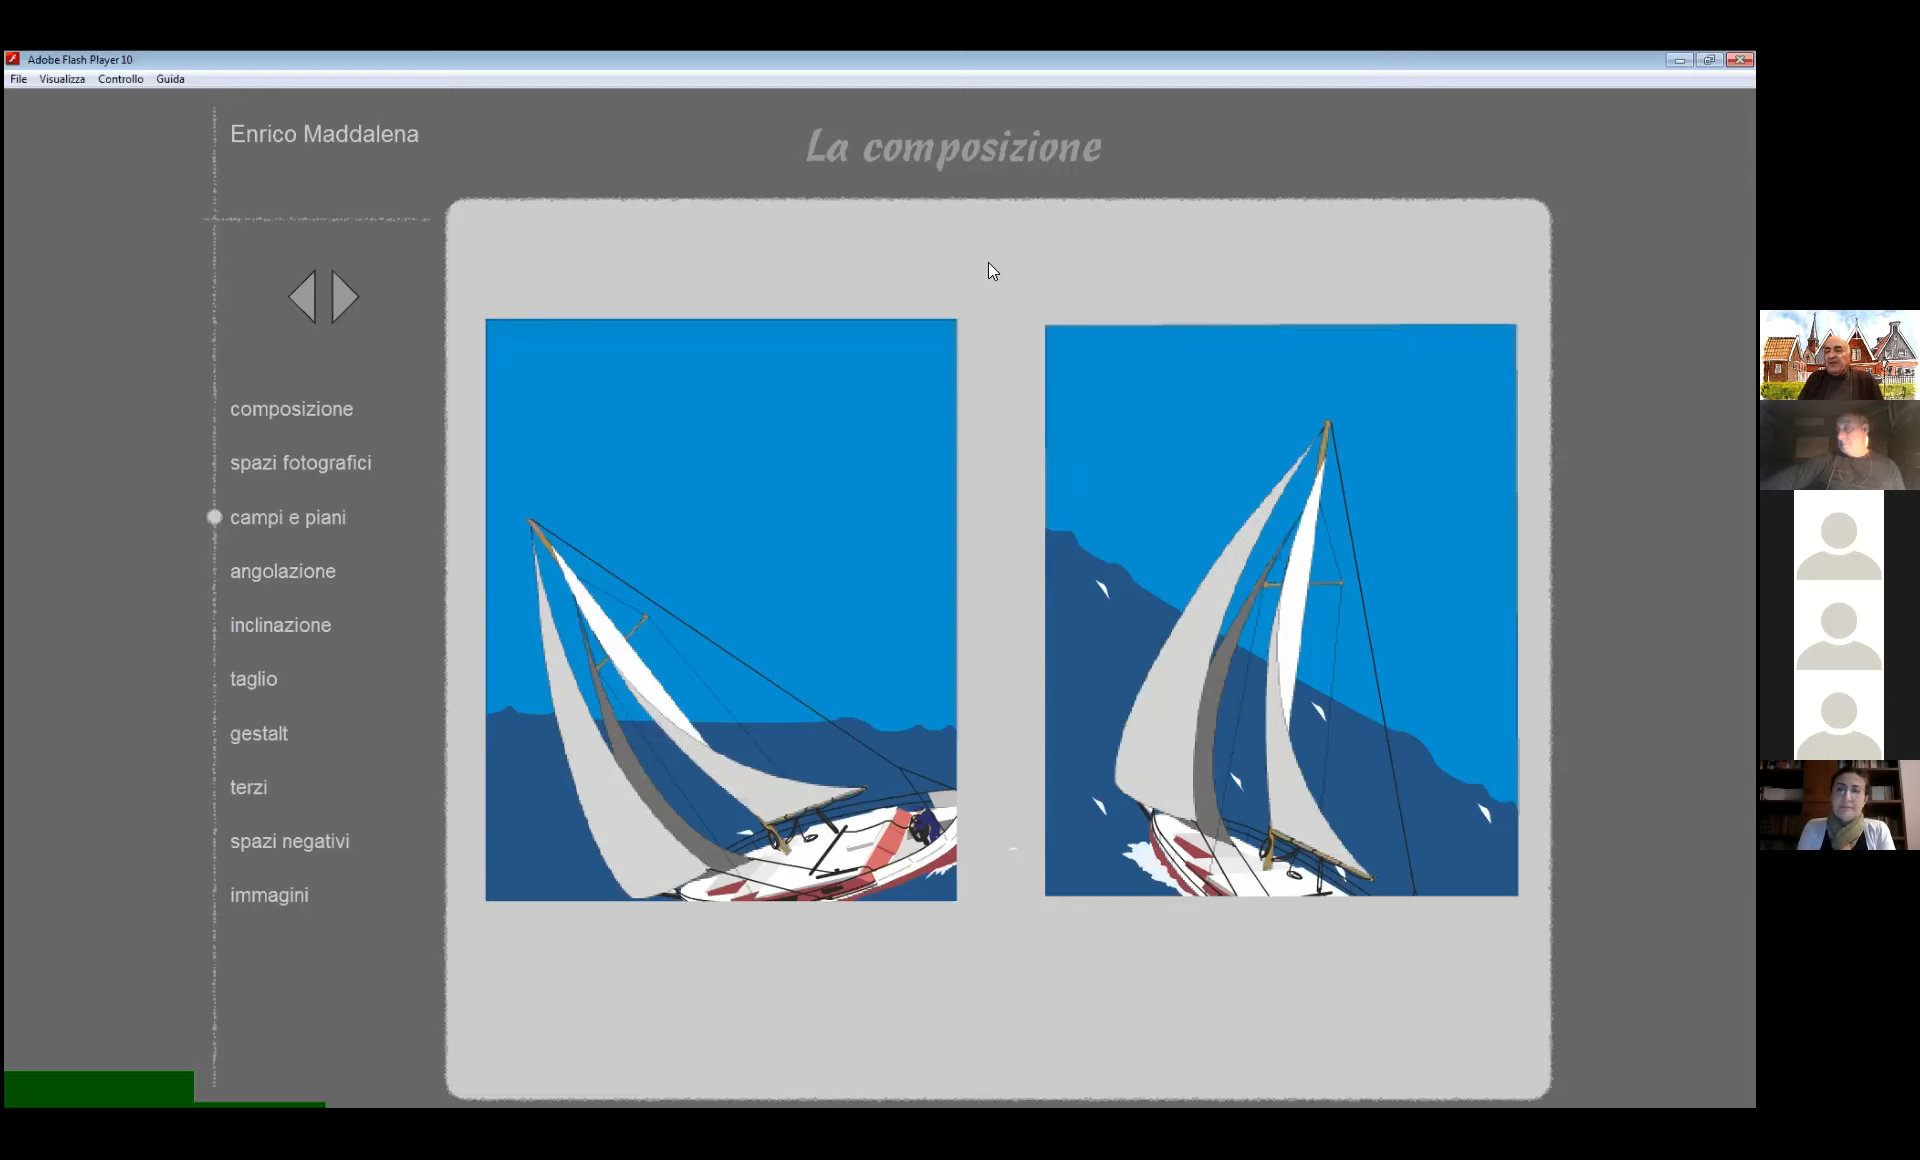 Adobe Flash Player 10
File Visualizza Controllo Guida
Enrico Maddalena
La composizione
composizione
spazi fotografici
campi e piani
angolazione
inclinazione
taglio
gestalt
terzi
spazi negativi
immagini